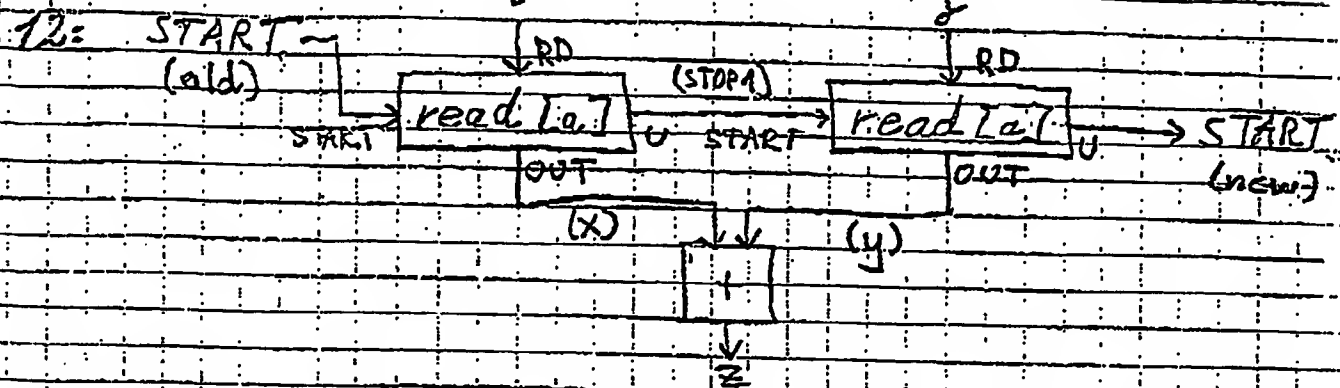 12: START
(old)
RD
RD
(STOP1)
read [a]
read [a]
START
U
START
U
START
(new)
OUT
OUT
(x)
(y)
+
z